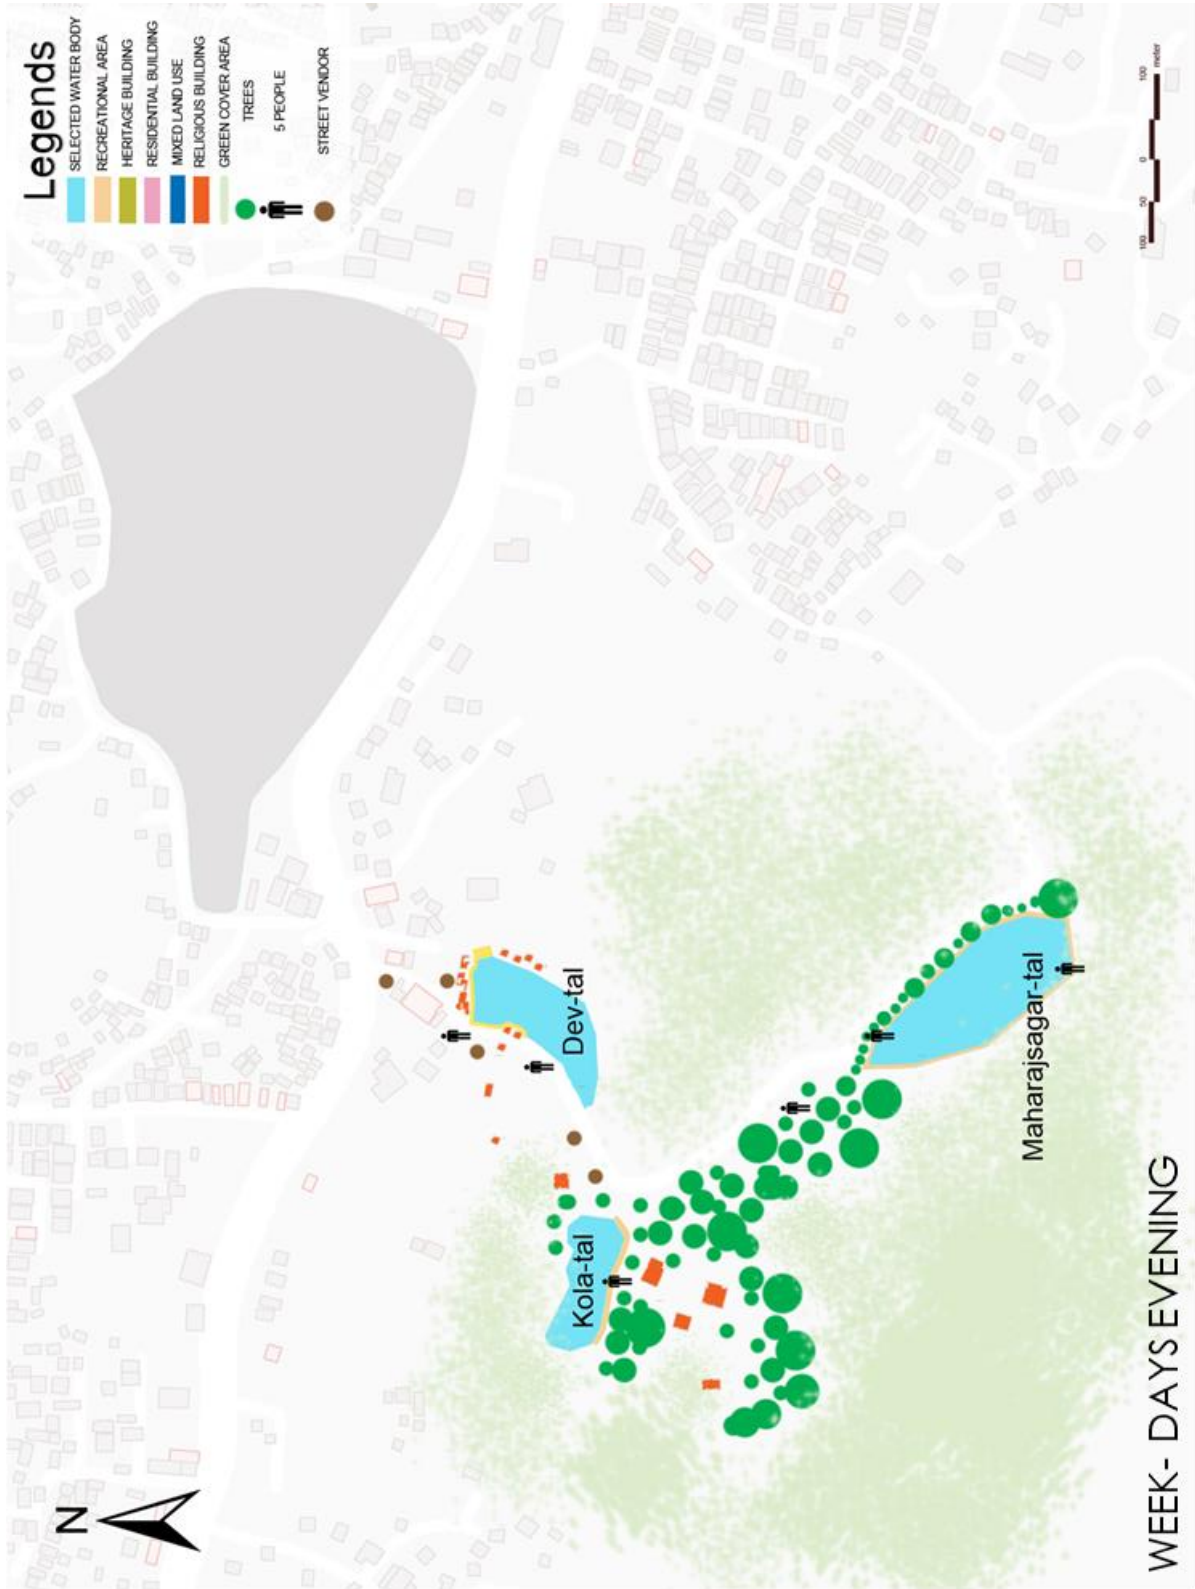 N
Legends
SELECTED WATER BODY
RECREATIONAL AREA
HERITAGE BUILDING
RESIDENTIAL BUILDING
MIXED LAND USE
RELIGIOUS BUILDING
GREEN COVER AREA
TREES
5 PEOPLE
STREET VENDOR
Dev-tal
Kola-tal
Maharajsagar-tal
WEEK- DAYS EVENING
100 50 0 100
meter